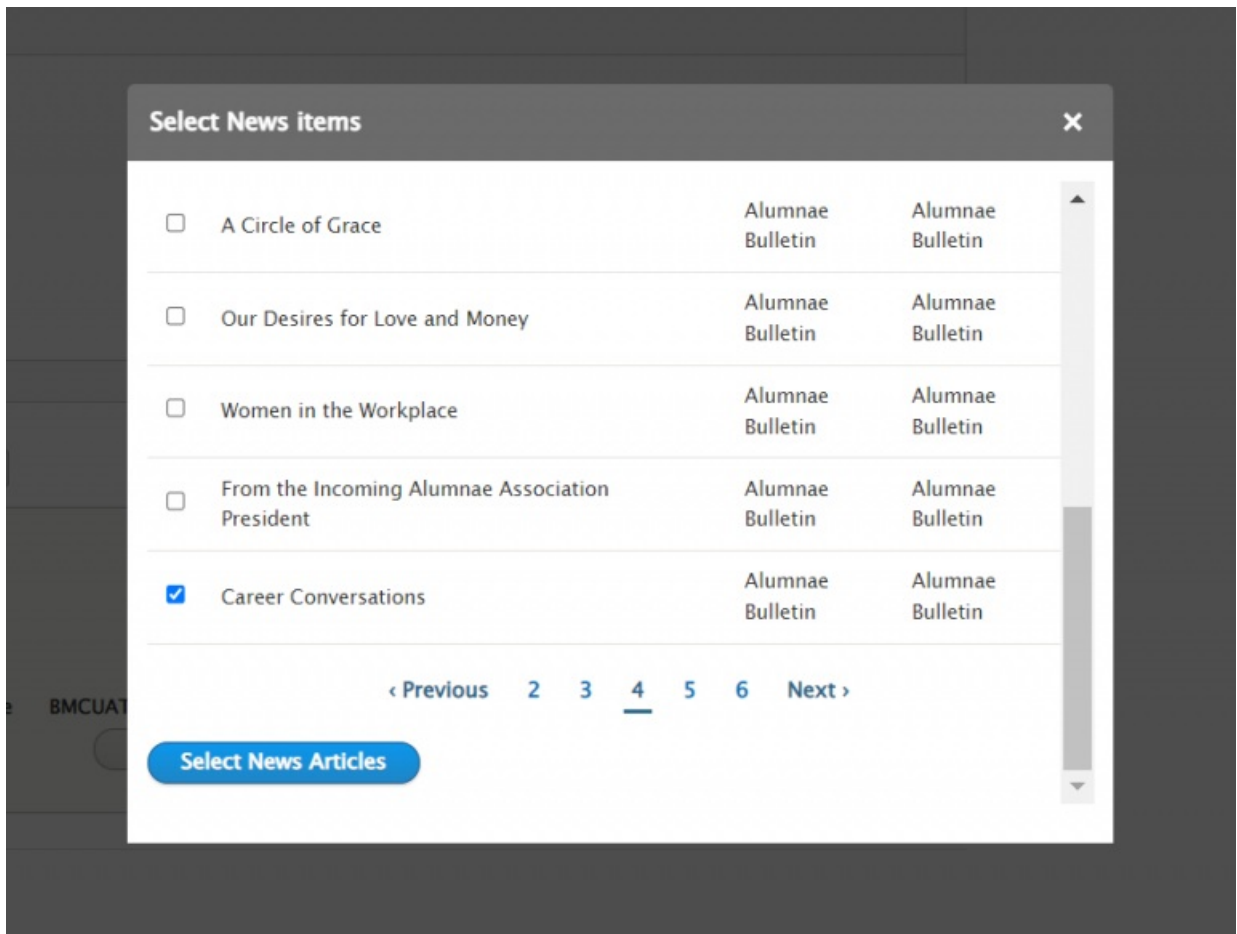 Select News items ×
A Circle of Grace Alumnae Alumnae
Bulletin Bulletin
Our Desires for Love and Money Alumnae Alumnae
Bulletin Bulletin
Women in the Workplace Alumnae Alumnae
Bulletin Bulletin
From the Incoming Alumnae Association Alumnae Alumnae
President Bulletin Bulletin
Career Conversations Alumnae Alumnae
Bulletin Bulletin
‹ Previous 2 3 4 5 6 Next ›
BMCUAT
Select News Articles